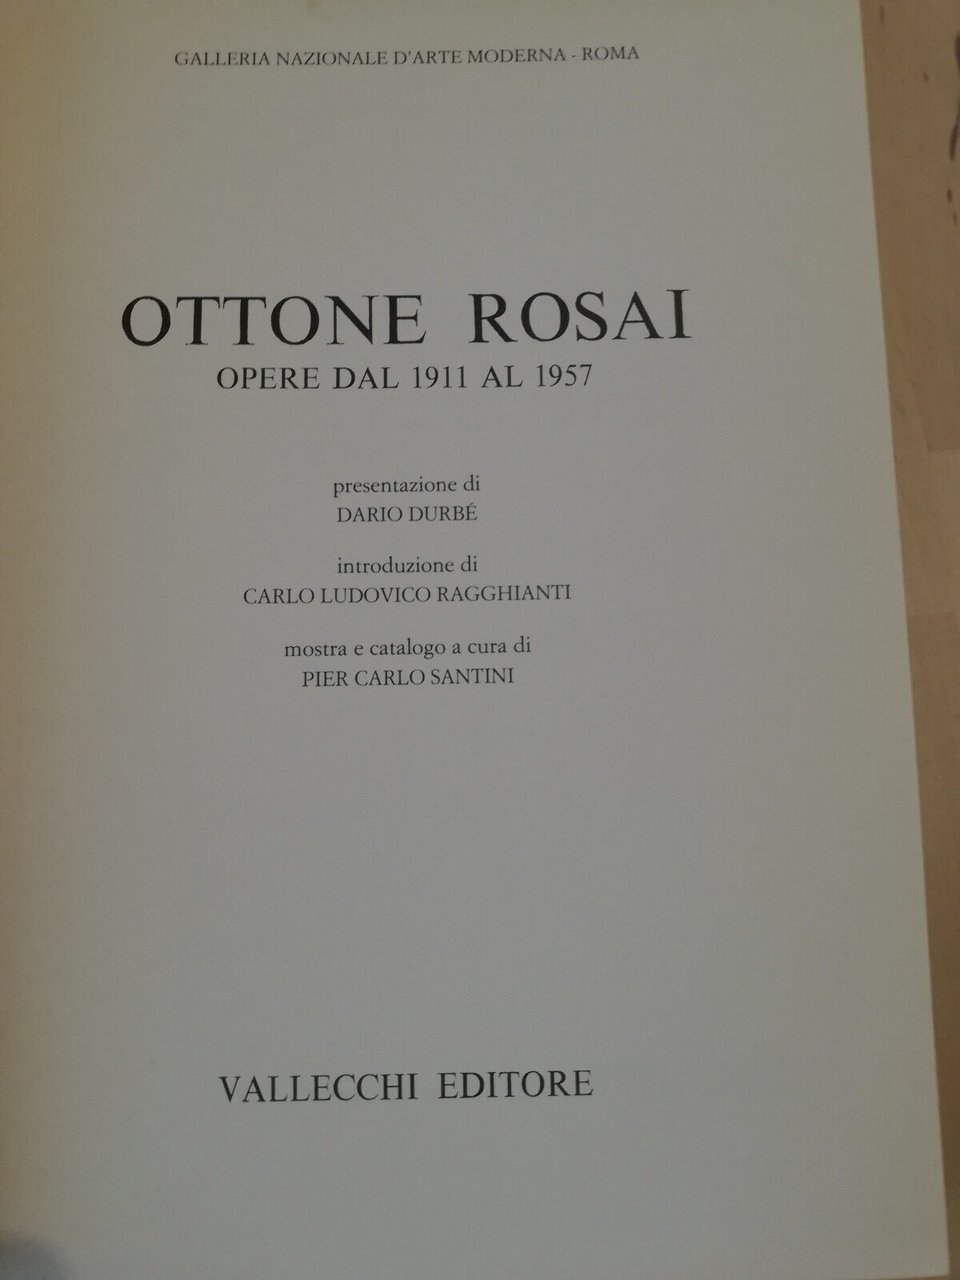 GALLERIA NAZIONALE D'ARTE MODERNA - ROMA
OTTONE ROSAI
OPERE DAL 1911 AL 1957
presentazione di
DARIO DURBÉ
introduzione di
CARLO LUDOVICO RAGGHIANTI
mostra e catalogo a cura di
PIER CARLO SANTINI
VALLECCHI EDITORE